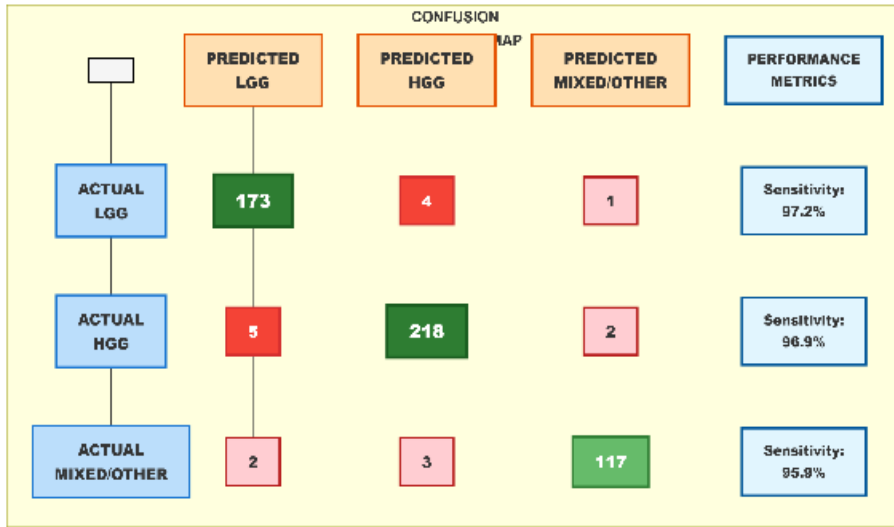 CONFUSION
MAP
PREDICTED
LGG
PREDICTED
HGG
PREDICTED
MIXED/OTHER
PERFORMANCE
METRICS
ACTUAL
LGG
173
4
1
Sensitivity:
97.2%
ACTUAL
HGG
5
218
2
Sensitivity:
96.9%
ACTUAL
MIXED/OTHER
2
3
117
Sensitivity:
95.9%